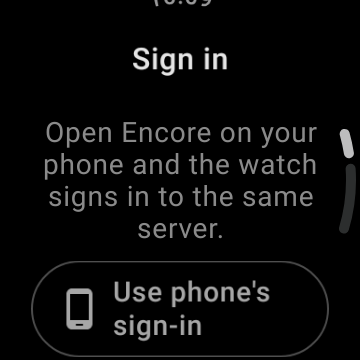 Sign in
Open Encore on your
phone and the watch
signs in to the same
server.
Use phone's
sign-in